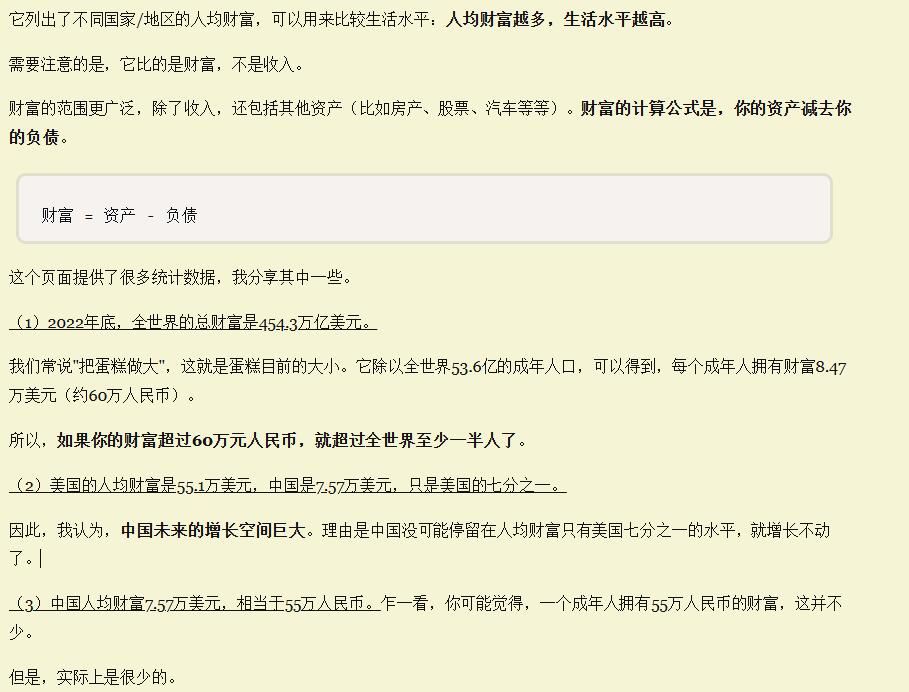 它列出了不同国家/地区的人均财富，可以用来比较生活水平：人均财富越多，生活水平越高。
需要注意的是，它比的是财富，不是收入。
财富的范围更广泛，除了收入，还包括其他资产（比如房产、股票、汽车等等）。财富的计算公式是，你的资产减去你
的负债。
财富 = 资产 - 负债
这个页面提供了很多统计数据，我分享其中一些。
（1）2022年底，全世界的总财富是454.3万亿美元。
我们常说"把蛋糕做大"，这就是蛋糕目前的大小。它除以全世界53.6亿的成年人口，可以得到，每个成年人拥有财富8.47
万美元（约60万人民币）。
所以，如果你的财富超过60万元人民币，就超过全世界至少一半人了。
（2）美国的人均财富是55.1万美元，中国是7.57万美元，只是美国的七分之一。
因此，我认为，中国未来的增长空间巨大。理由是中国没可能停留在人均财富只有美国七分之一的水平，就增长不动
了。
（3）中国人均财富7.57万美元，相当于55万人民币。乍一看，你可能觉得，一个成年人拥有55万人民币的财富，这并不
少。
但是，实际上是很少的。